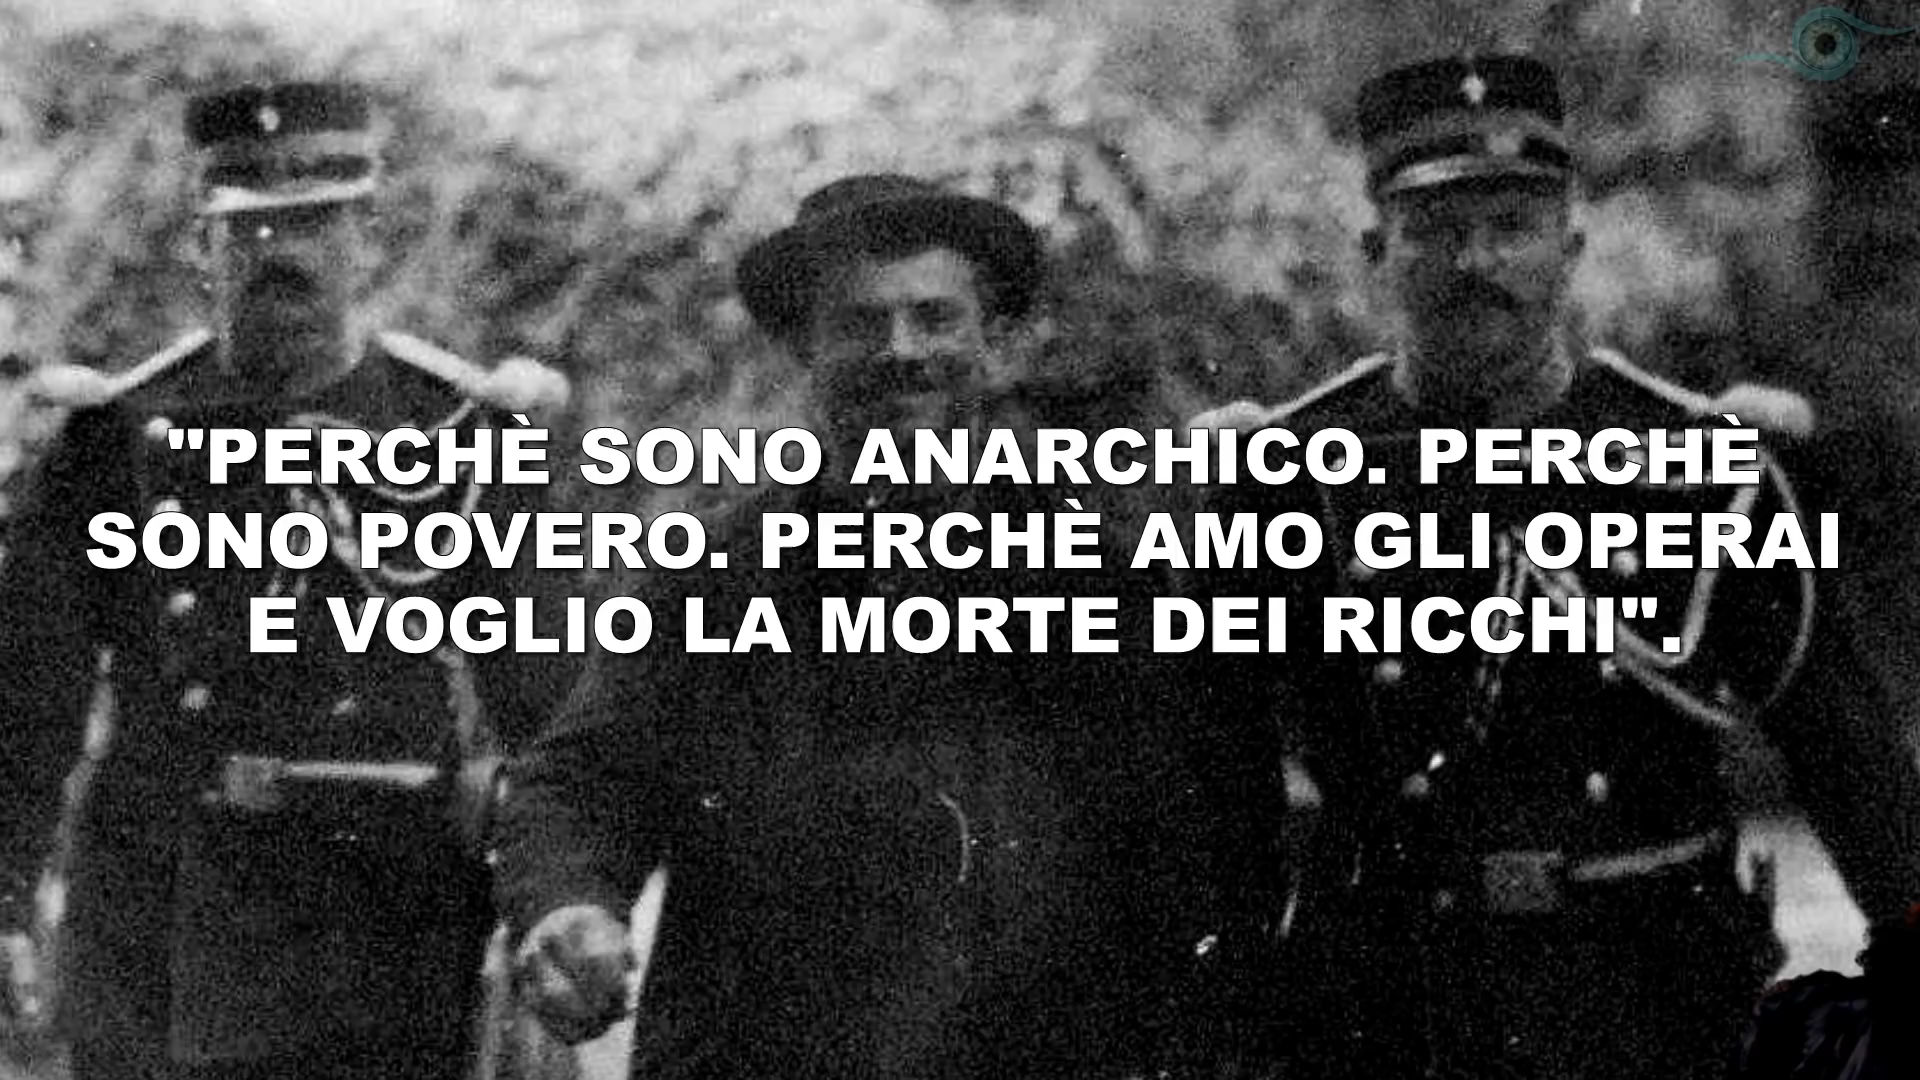 "PERCHÈ SONO ANARCHICO. PERCHÈ
SONO POVERO. PERCHÈ AMO GLI OPERAI
E VOGLIO LA MORTE DEI RICCHI".